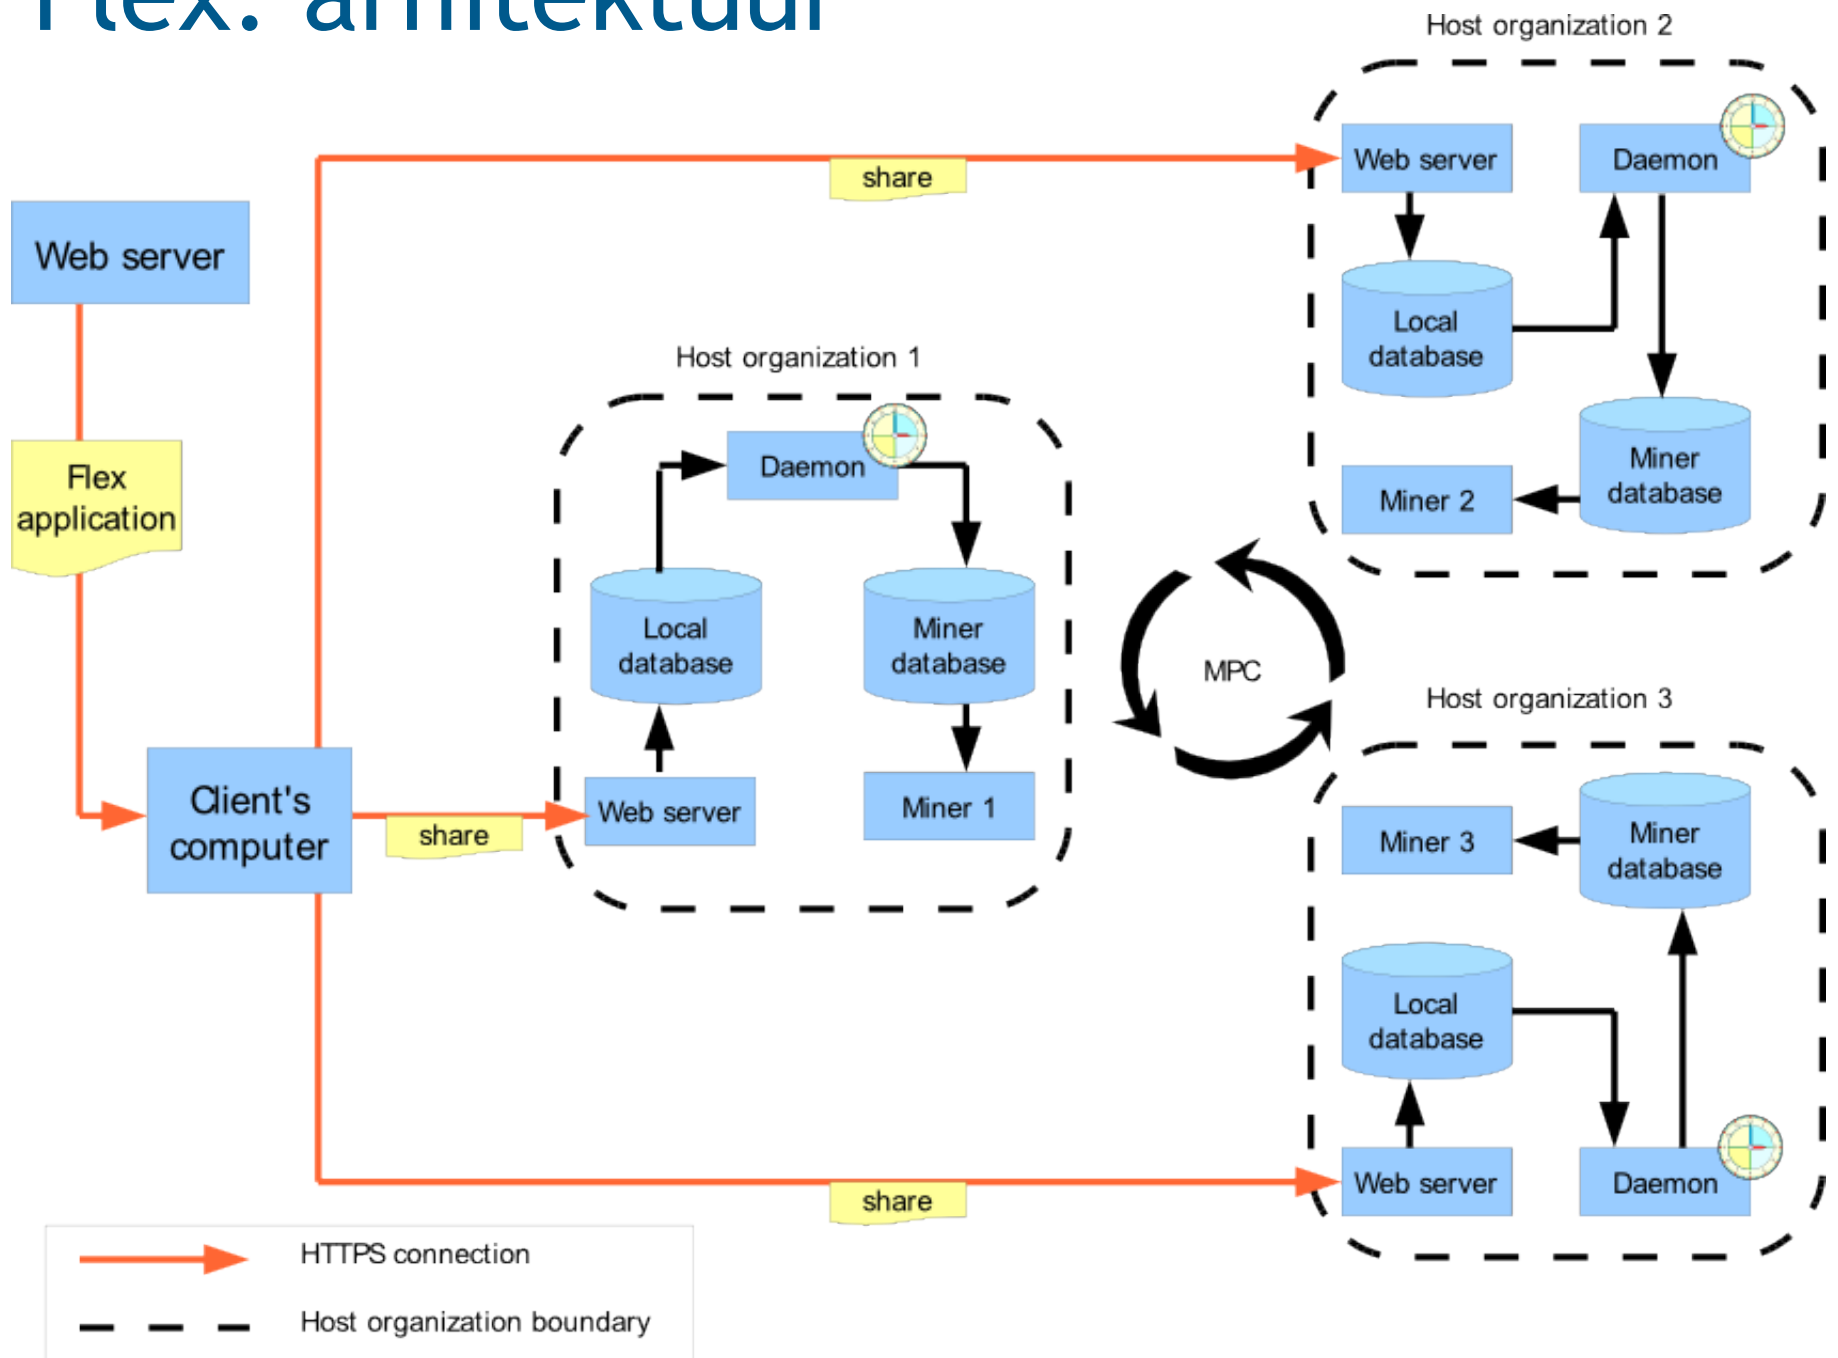 Flex: arhitektuur
Host organization 2
Web server
Daemon
share
Web server
Local
database
Host organization 1
Daemon
Flex
application
Miner
database
Miner 2
Local
database
Miner
database
MPC
Host organization 3
Client's
computer
share
Web server
Miner 1
Miner 3
Miner
database
Local
database
share
Web server
Daemon
HTTPS connection
Host organization boundary